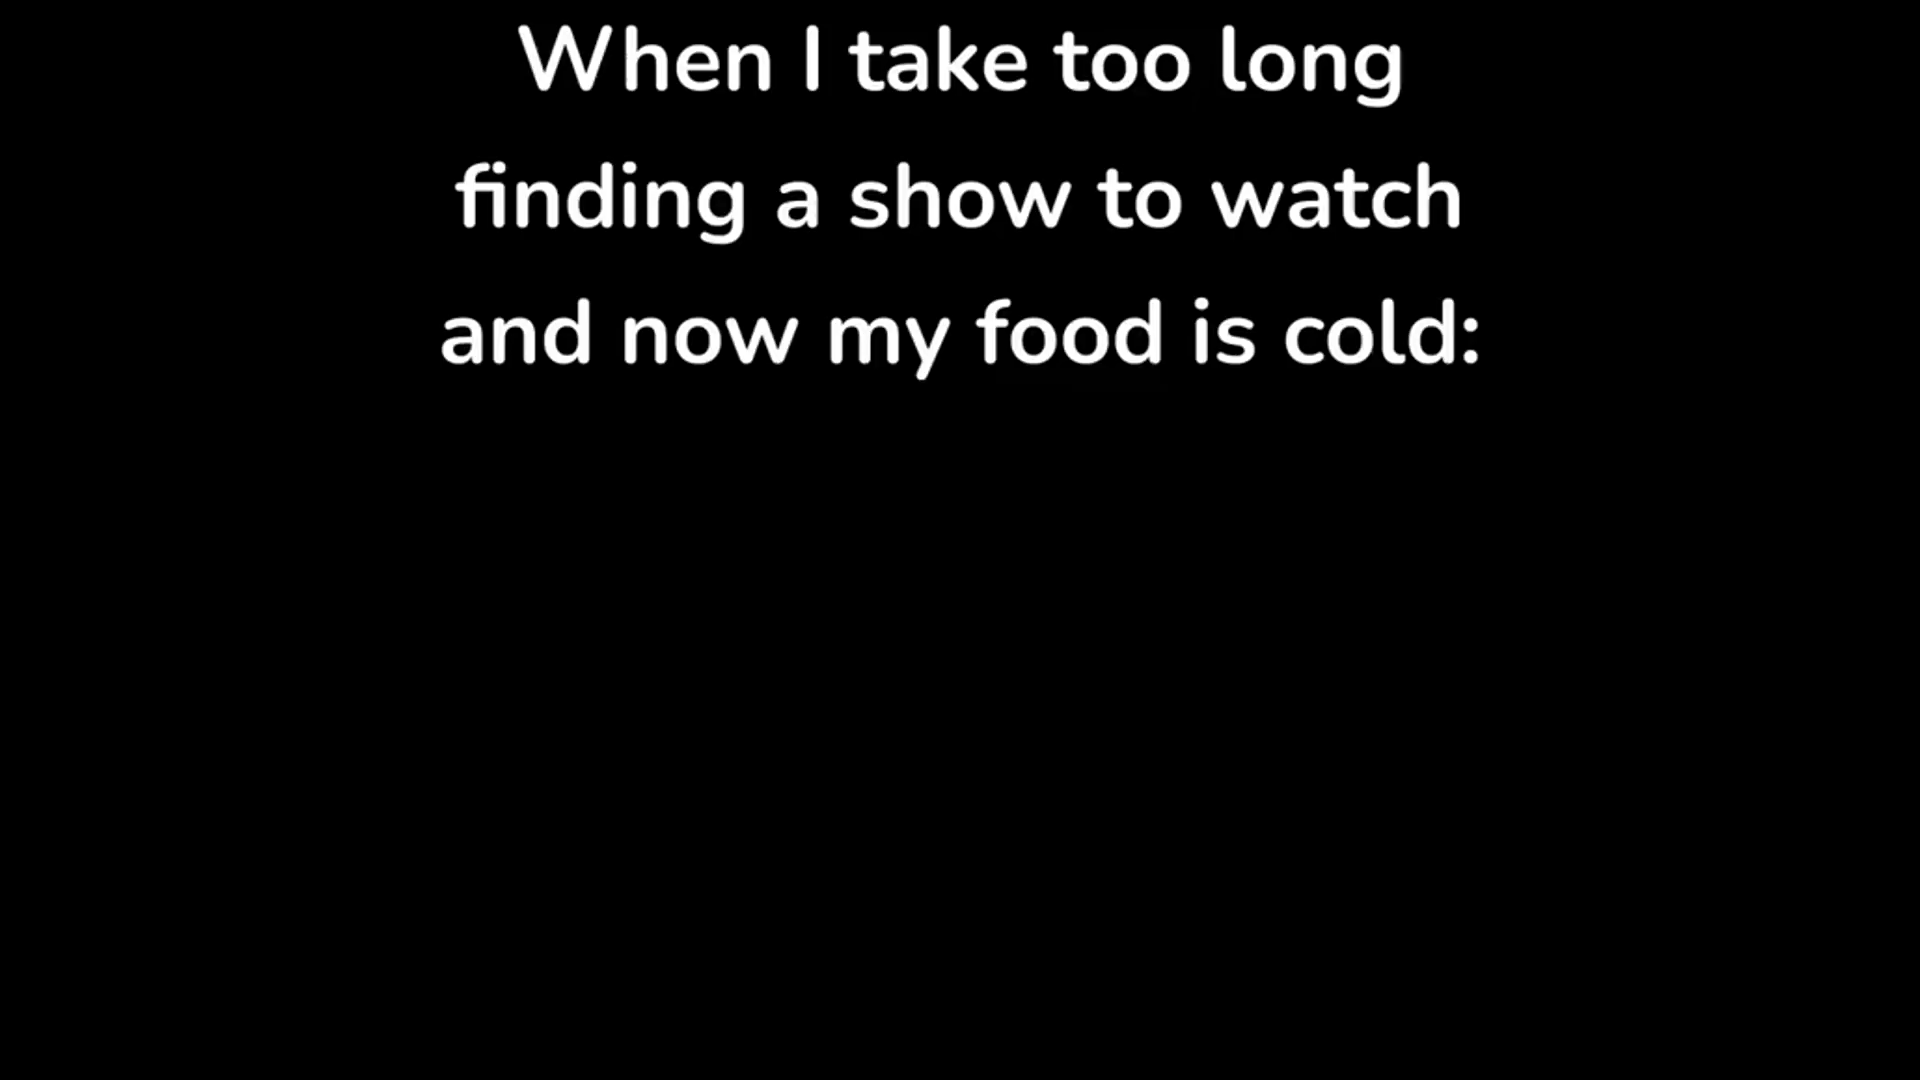 When I take too long
finding a show to watch
and now my food is cold: